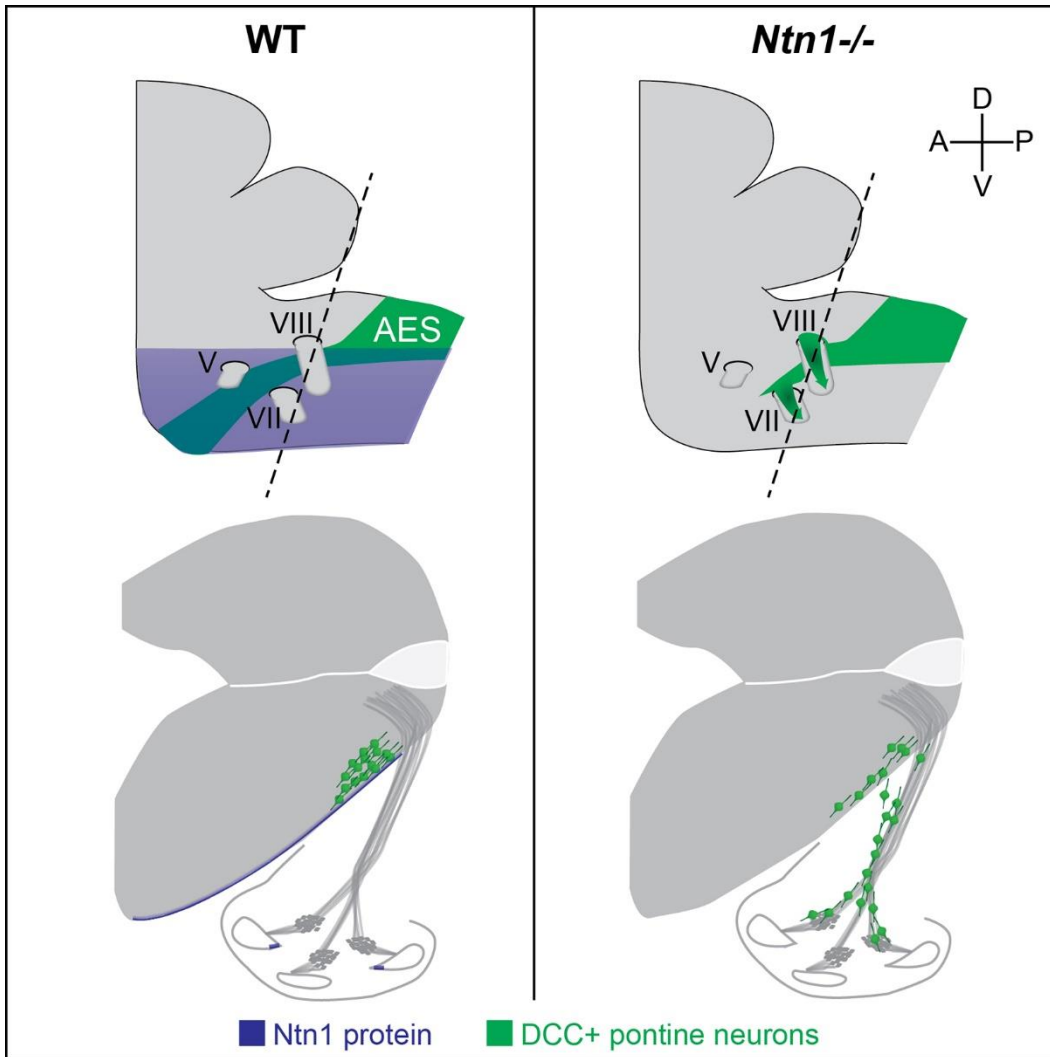 WT
Ntn1-/-
D
A P
V
AES
VIII
V
VII
VIII
V
VII
Ntn1 protein
DCC+ pontine neurons